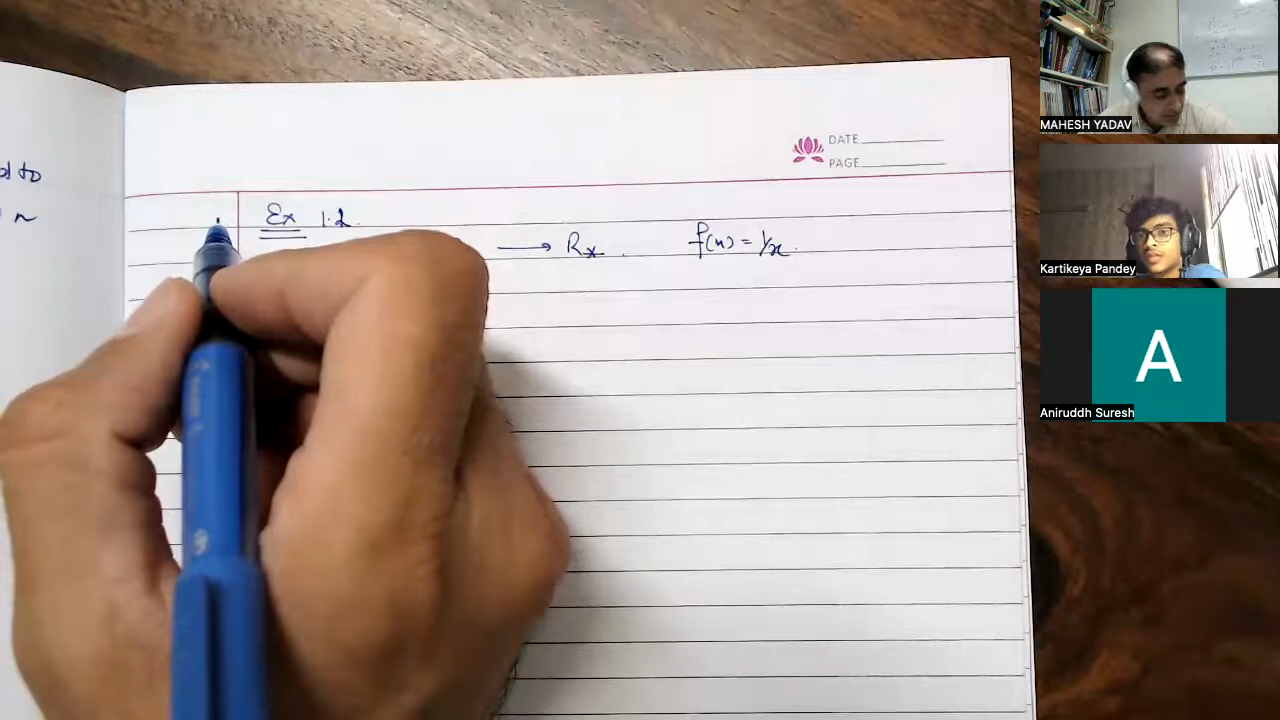 DATE
PAGE
Ex 1.2
→ Rx. f(x) = 1/x.
MAHESH YADAV
Kartikeya Pandey
A
Aniruddh Suresh